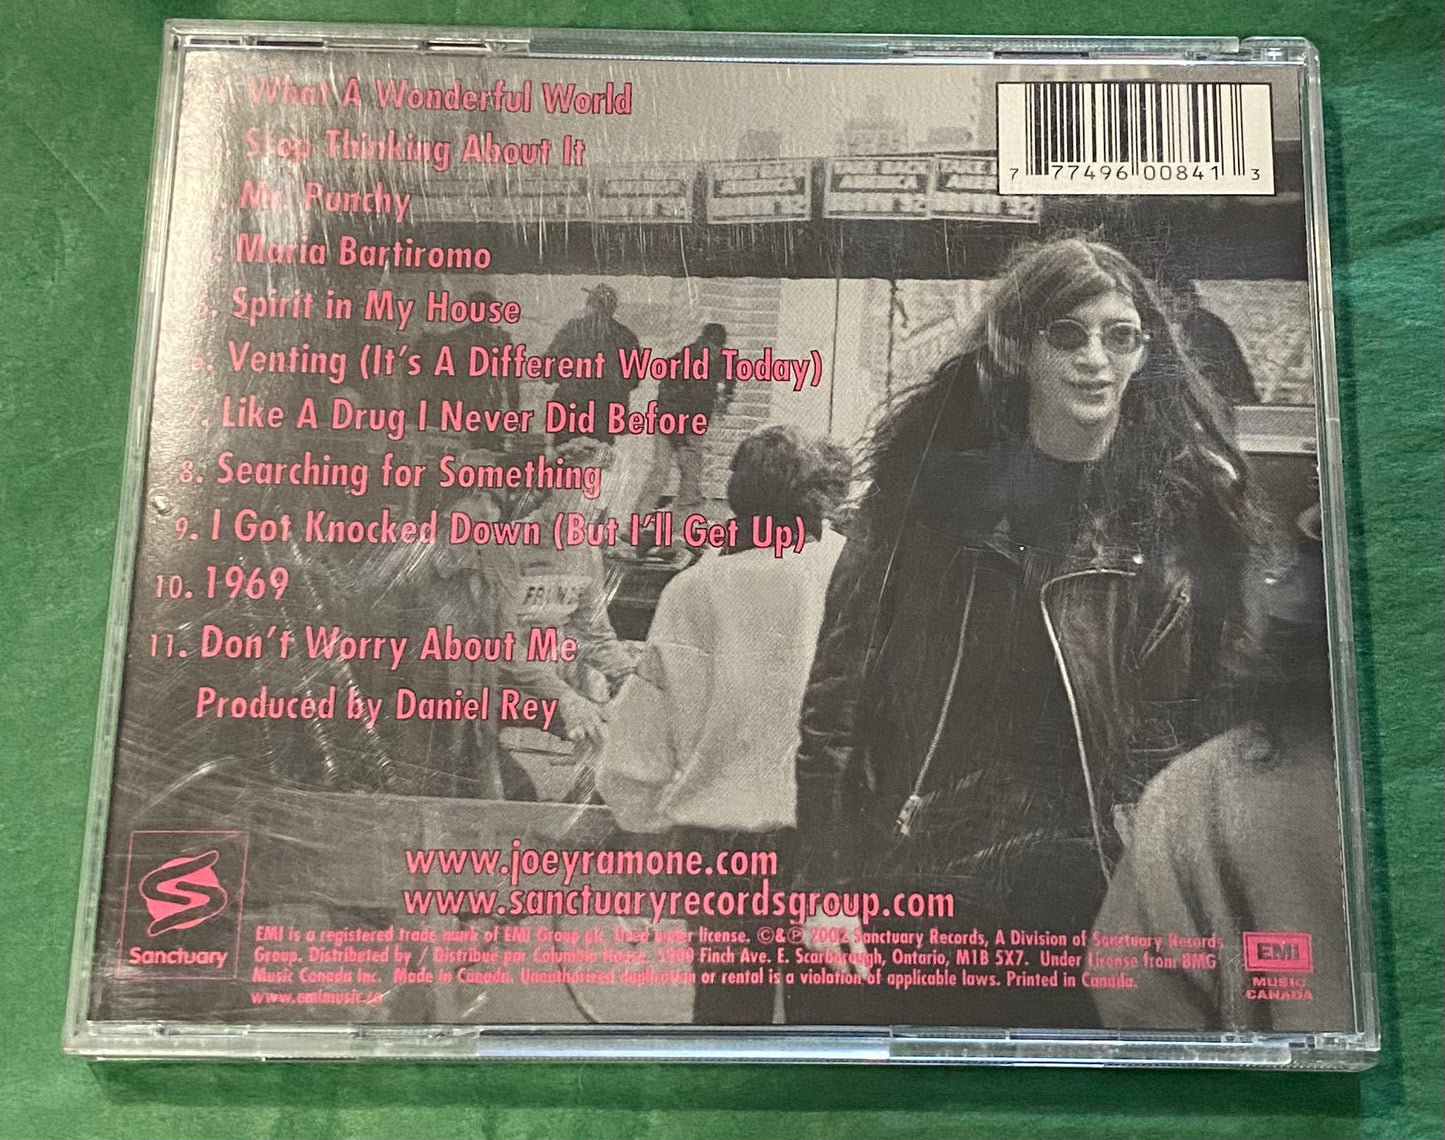 What A Wonderful World
Stop Thinking About It
Mr. Punchy
Maria Bartiromo
5. Spirit in My House
6. Venting (It's A Different World Today)
7. Like A Drug I Never Did Before
8. Searching for Something
9. I Got Knocked Down (But I'll Get Up)
10. 1969
11. Don't Worry About Me
Produced by Daniel Rey
7 77496 00841 3
www.joeyramone.com
www.sanctuaryrecordsgroup.com
Sanctuary
EMI is a registered trade mark of EMI Group plc. Used under license. ©&℗ 2002 Sanctuary Records, A Division of Sanctuary Records
Group. Distributed by / Distribue par Columbia House, 5900 Finch Ave. E. Scarborough, Ontario, M1B 5X7. Under License from BMG
Music Canada Inc. Made in Canada. Unauthorized duplication or rental is a violation of applicable laws. Printed in Canada.
www.emimusic.ca
EMI
MUSIC
CANADA